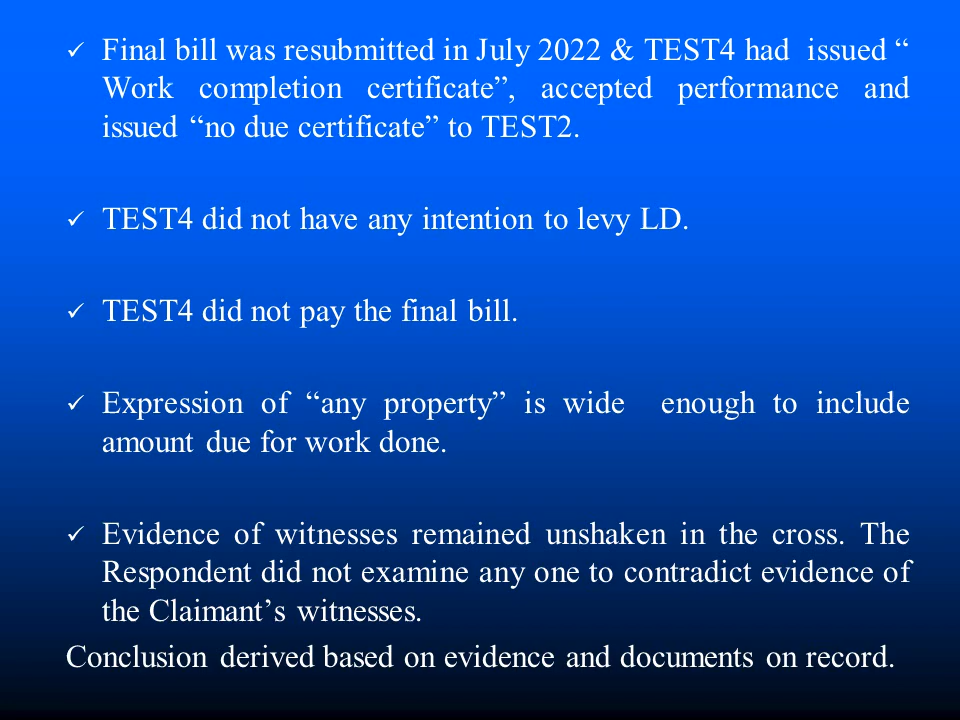 ✓ Final bill was resubmitted in July 2022 & TEST4 had  issued “
Work completion certificate”, accepted performance and
issued “no due certificate” to TEST2.
✓ TEST4 did not have any intention to levy LD.
✓ TEST4 did not pay the final bill.
✓ Expression of “any property” is wide  enough to include
amount due for work done.
✓ Evidence of witnesses remained unshaken in the cross. The
Respondent did not examine any one to contradict evidence of
the Claimant’s witnesses.
Conclusion derived based on evidence and documents on record.